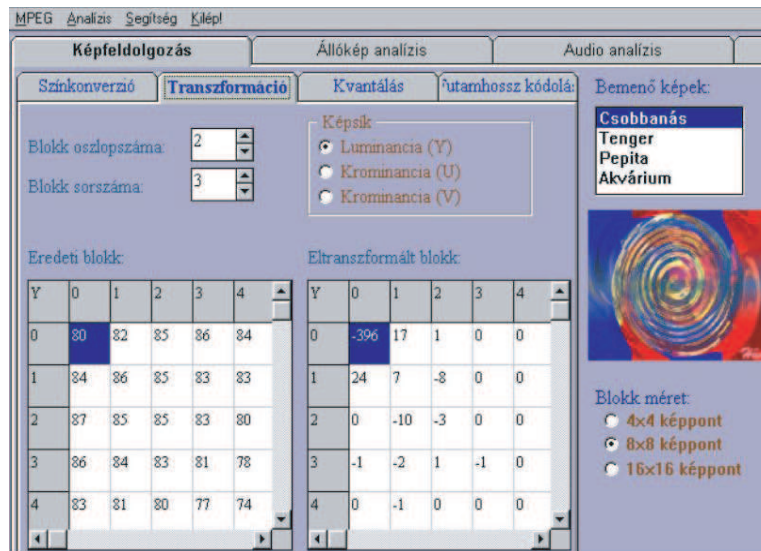 MPEG Analízis Segítség Kilép!
Képfeldolgozás Állókép analízis Audio analízis
Színkonverzió Transzformáció Kvantálás Futamhossz kódolá
Bemenő képek:
Csobbanás
Tenger
Pepita
Akvárium
Blokk oszlopszáma: 2
Blokk sorszáma: 3
Képsík
Luminancia (Y)
Krominancia (U)
Krominancia (V)
Eredeti blokk:
Y 0 1 2 3 4
0 80 82 85 86 84
1 84 86 85 83 83
2 87 85 85 83 80
3 86 84 83 81 78
4 83 81 80 77 74
Eltranszformált blokk:
Y 0 1 2 3 4
0 -396 17 1 0 0
1 24 7 -8 0 0
2 0 -10 -3 0 0
3 -1 -2 1 -1 0
4 0 -1 0 0 0
Blokk méret:
4x4 képpont
8x8 képpont
16x16 képpont